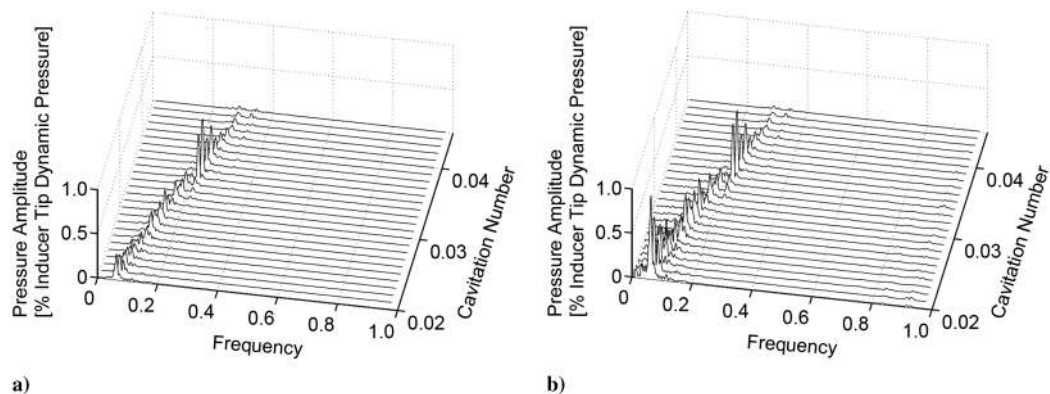 Pressure Amplitude
[% Inducer Tip Dynamic Pressure]
1.0
0.5
0
0
0.2
0.4
0.6
0.8
1.0
Frequency
0.02
0.03
0.04
Cavitation Number
a)
Pressure Amplitude
[% Inducer Tip Dynamic Pressure]
1.0
0.5
0
0
0.2
0.4
0.6
0.8
1.0
Frequency
0.02
0.03
0.04
Cavitation Number
b)